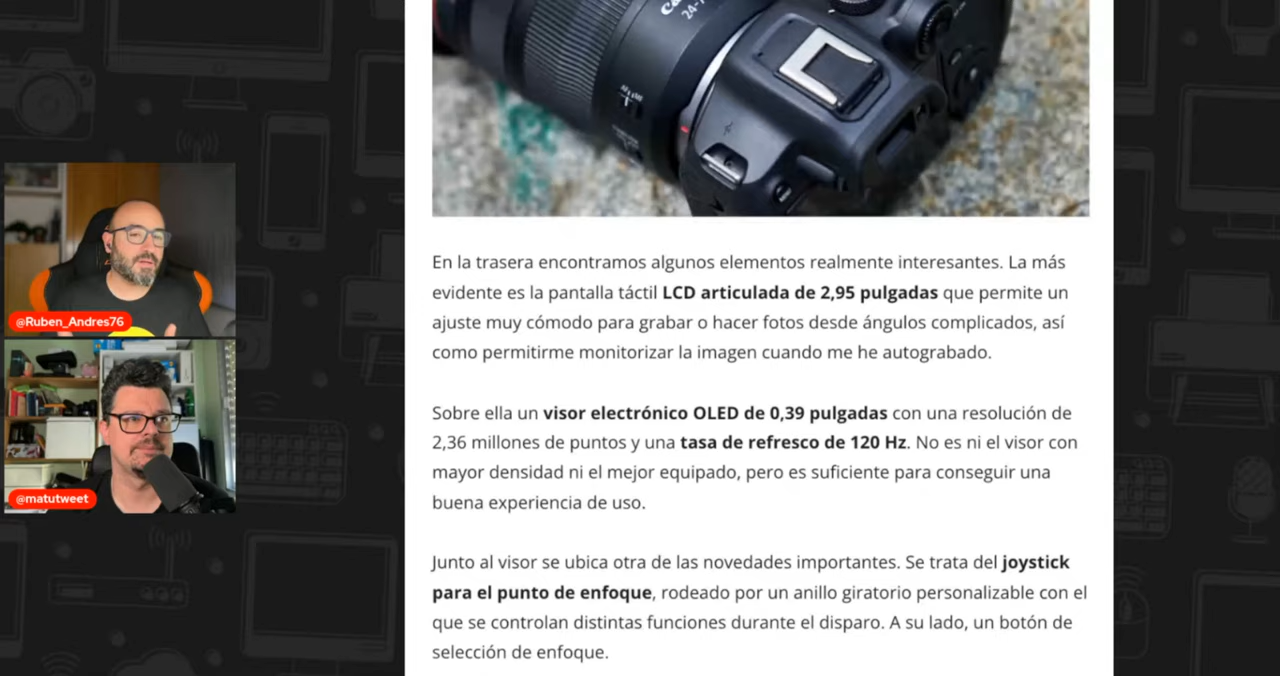 Can
24-
En la trasera encontramos algunos elementos realmente interesantes. La más
evidente es la pantalla táctil LCD articulada de 2,95 pulgadas que permite un
ajuste muy cómodo para grabar o hacer fotos desde ángulos complicados, así
como permitirme monitorizar la imagen cuando me he autograbado.
Sobre ella un visor electrónico OLED de 0,39 pulgadas con una resolución de
2,36 millones de puntos y una tasa de refresco de 120 Hz. No es ni el visor con
mayor densidad ni el mejor equipado, pero es suficiente para conseguir una
buena experiencia de uso.
Junto al visor se ubica otra de las novedades importantes. Se trata del joystick
para el punto de enfoque, rodeado por un anillo giratorio personalizable con el
que se controlan distintas funciones durante el disparo. A su lado, un botón de
selección de enfoque.
@Ruben_Andres76
@matutweet